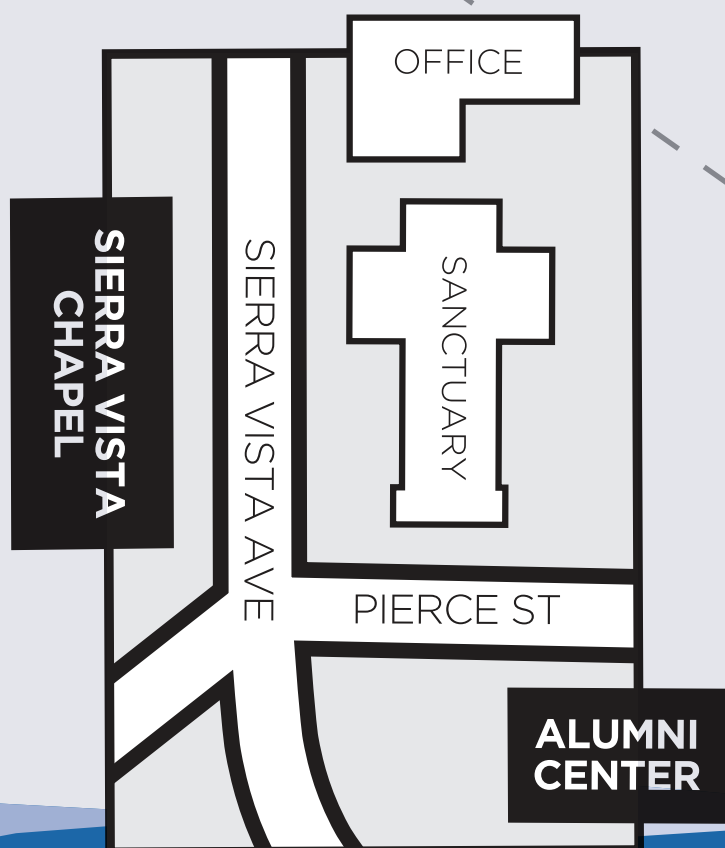 OFFICE
SIERRA VISTA
CHAPEL
SIERRA VISTA AVE
SANCTUARY
PIERCE ST
ALUMNI
CENTER